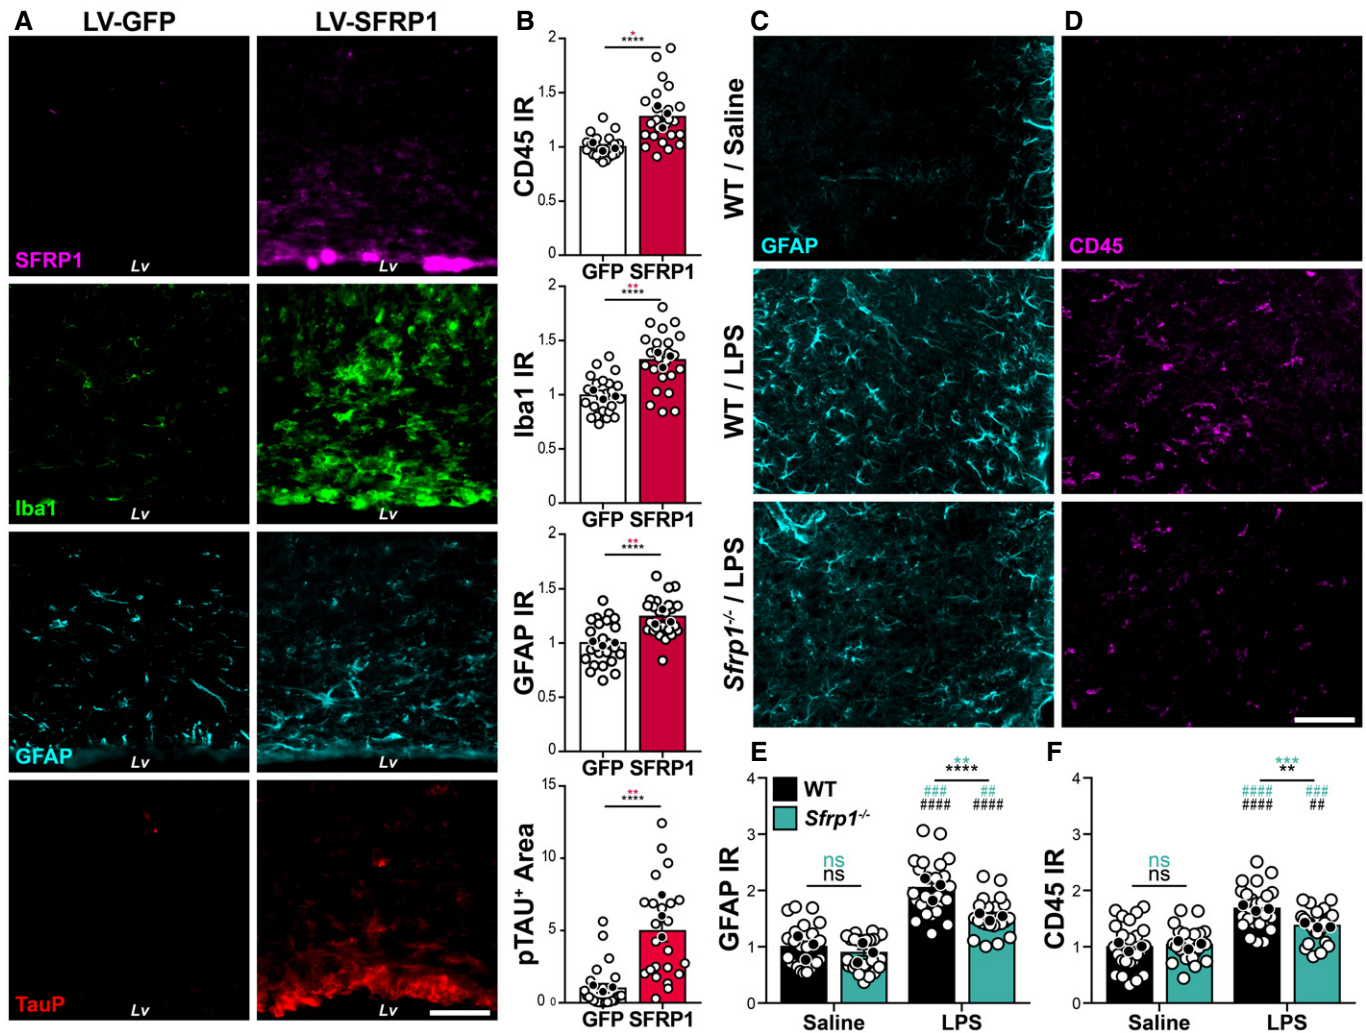 A
LV-GFP
LV-SFRP1
SFRP1
Lv
Lv
Iba1
Lv
Lv
GFAP
Lv
Lv
TauP
Lv
Lv
B
CD45 IR
2
1.5
1
0.5
0
*
****
GFP SFRP1
Iba1 IR
2
1.5
1
0.5
0
**
****
GFP SFRP1
GFAP IR
2
1.5
1
0.5
0
**
****
GFP SFRP1
pTAU+ Area
15
10
5
0
0
**
****
GFP SFRP1
C
WT / Saline
GFAP
WT / LPS
Sfrp1-/- / LPS
D
CD45
E
GFAP IR
4
3
2
1
0
WT
Sfrp1-/-
ns
ns
**
****
### ##
#### ####
Saline LPS
F
CD45 IR
4
3
2
1
0
ns
ns
***
**
#### ###
#### ##
Saline LPS